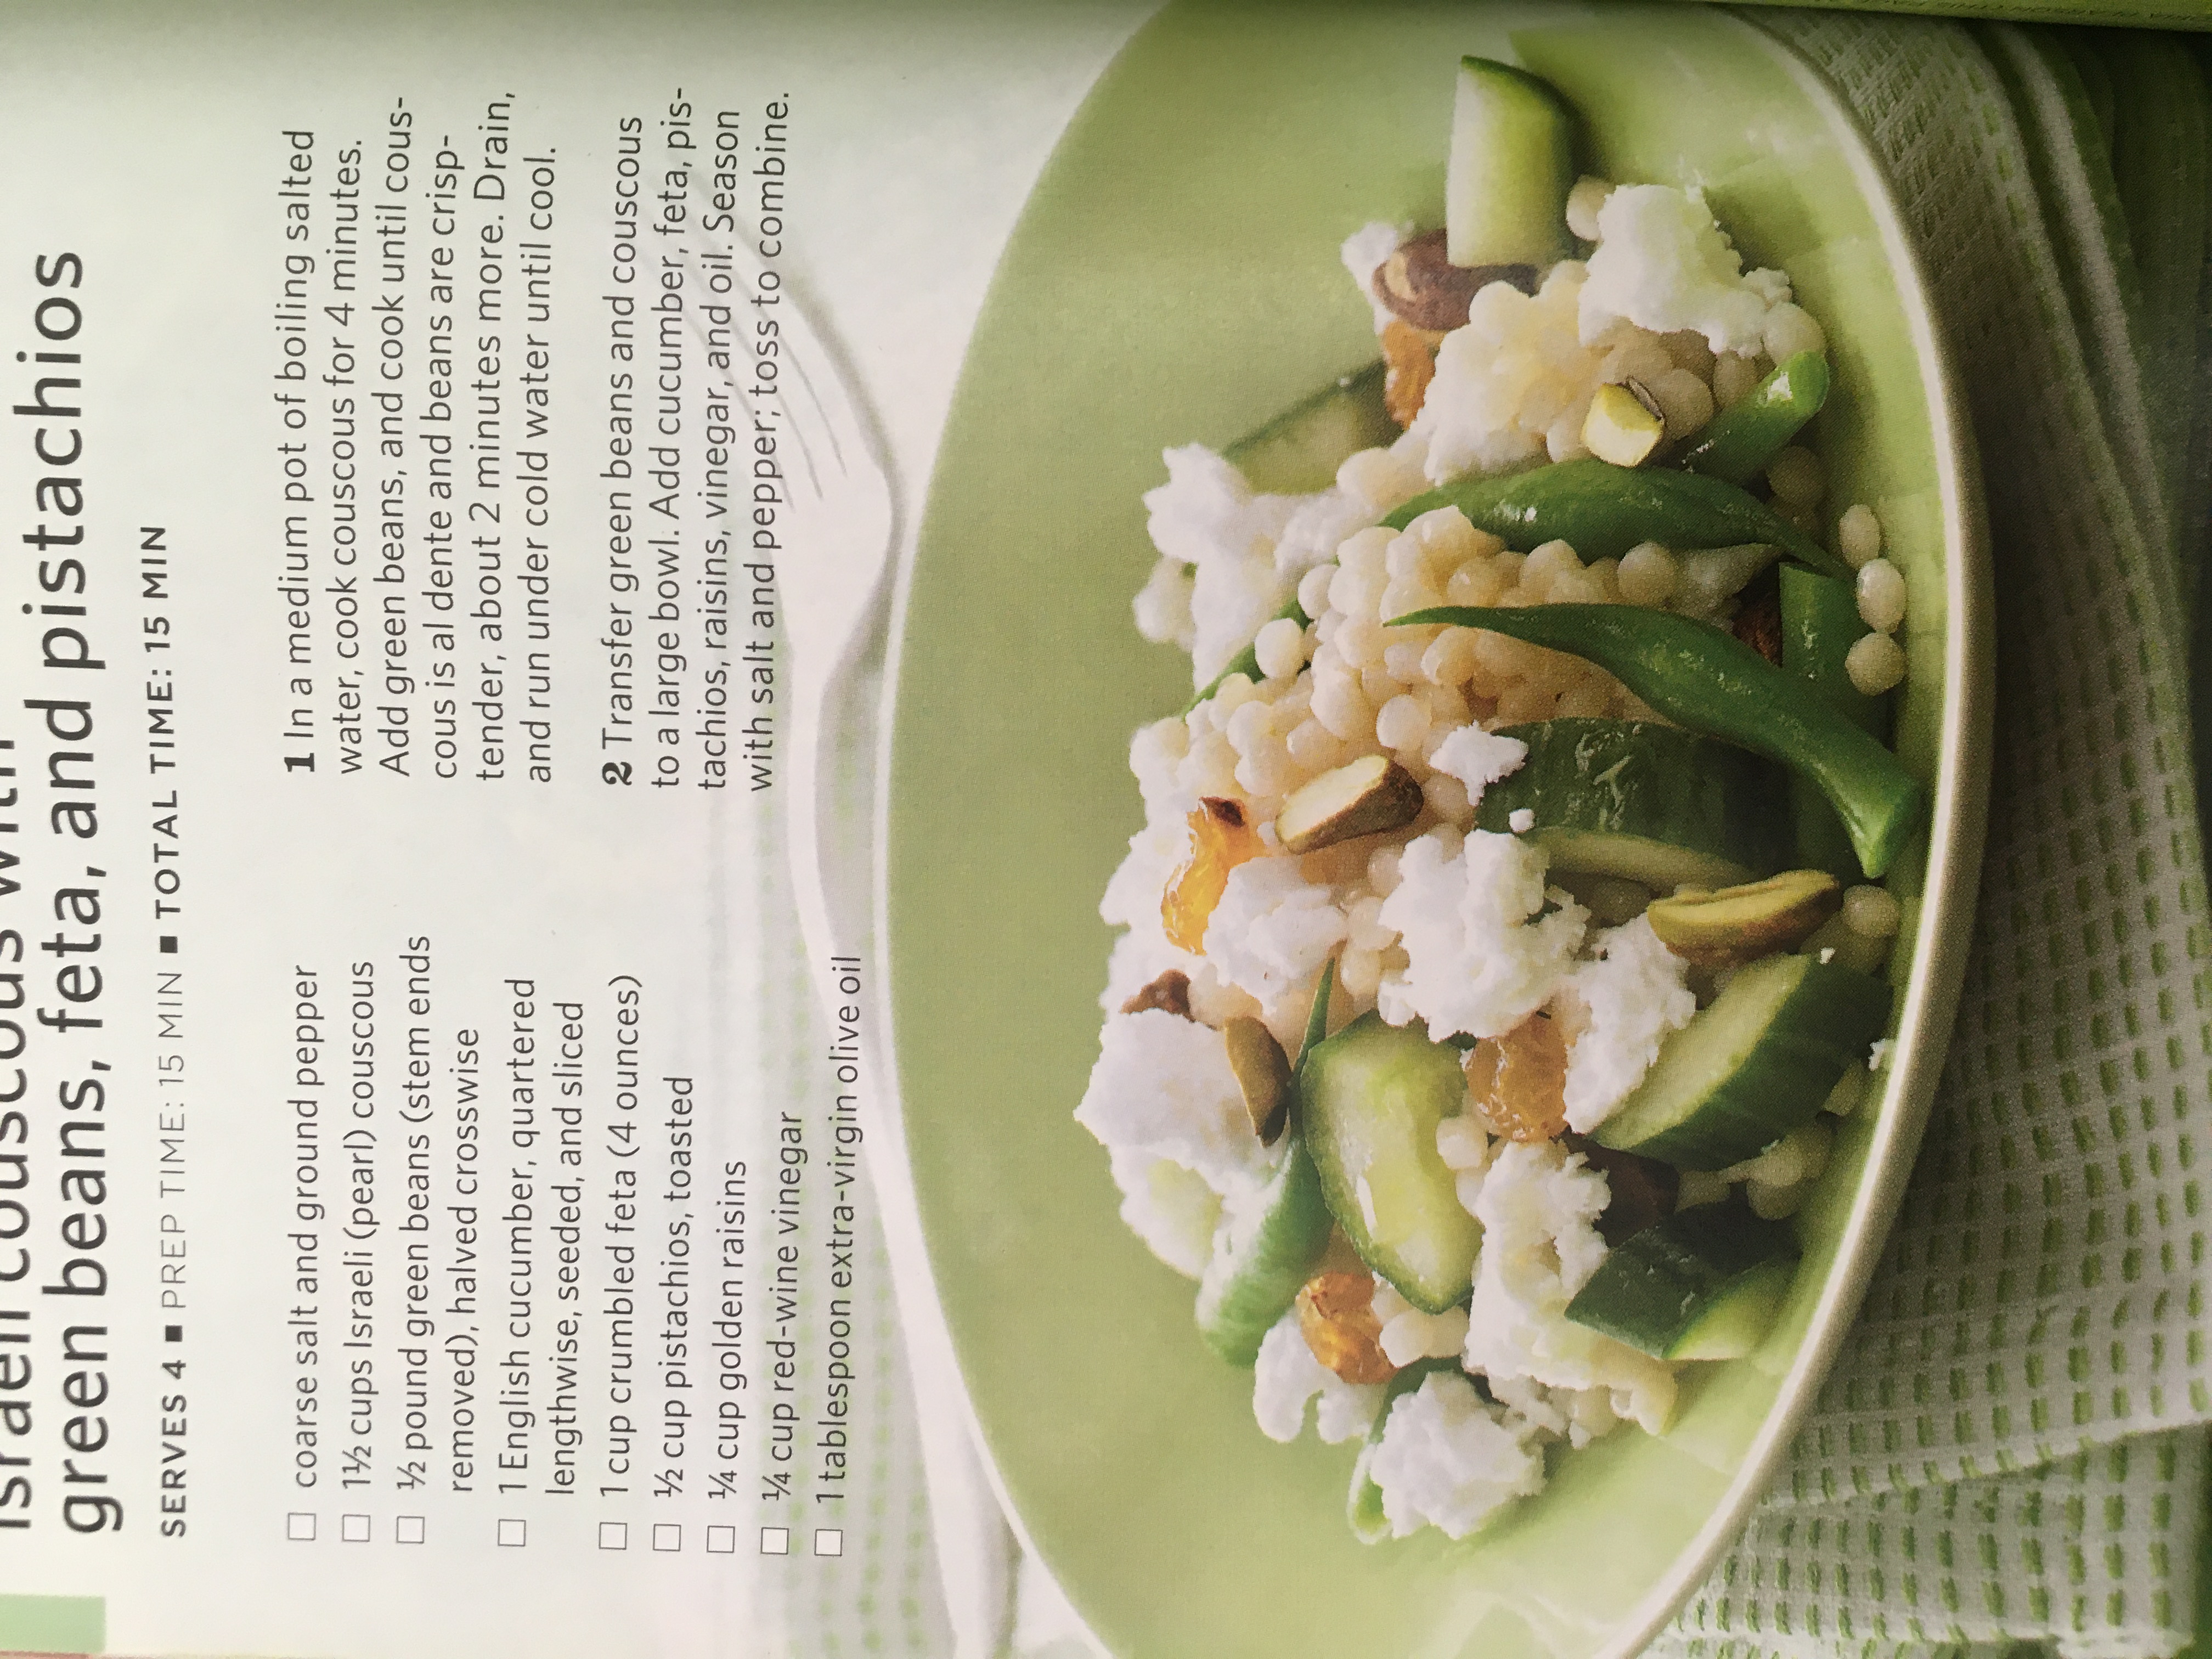 Israeli couscous with
green beans, feta, and pistachios
SERVES 4 ■ PREP TIME: 15 MIN ■ TOTAL TIME: 15 MIN
□ coarse salt and ground pepper
□ 1½ cups Israeli (pearl) couscous
□ ½ pound green beans (stem ends
removed), halved crosswise
□ 1 English cucumber, quartered
lengthwise, seeded, and sliced
□ 1 cup crumbled feta (4 ounces)
□ ½ cup pistachios, toasted
□ ¼ cup golden raisins
□ ¼ cup red-wine vinegar
□ 1 tablespoon extra-virgin olive oil
1 In a medium pot of boiling salted
water, cook couscous for 4 minutes.
Add green beans, and cook until cous-
cous is al dente and beans are crisp-
tender, about 2 minutes more. Drain,
and run under cold water until cool.
2 Transfer green beans and couscous
to a large bowl. Add cucumber, feta, pis-
tachios, raisins, vinegar, and oil. Season
with salt and pepper; toss to combine.